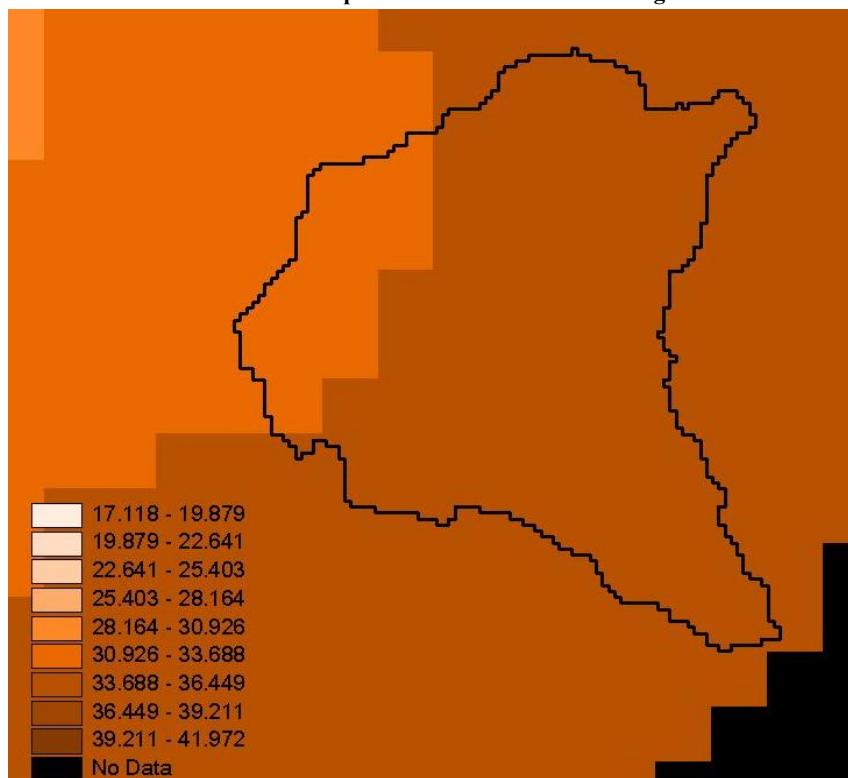 17.118 - 19.879
19.879 - 22.641
22.641 - 25.403
25.403 - 28.164
28.164 - 30.926
30.926 - 33.688
33.688 - 36.449
36.449 - 39.211
39.211 - 41.972
No Data